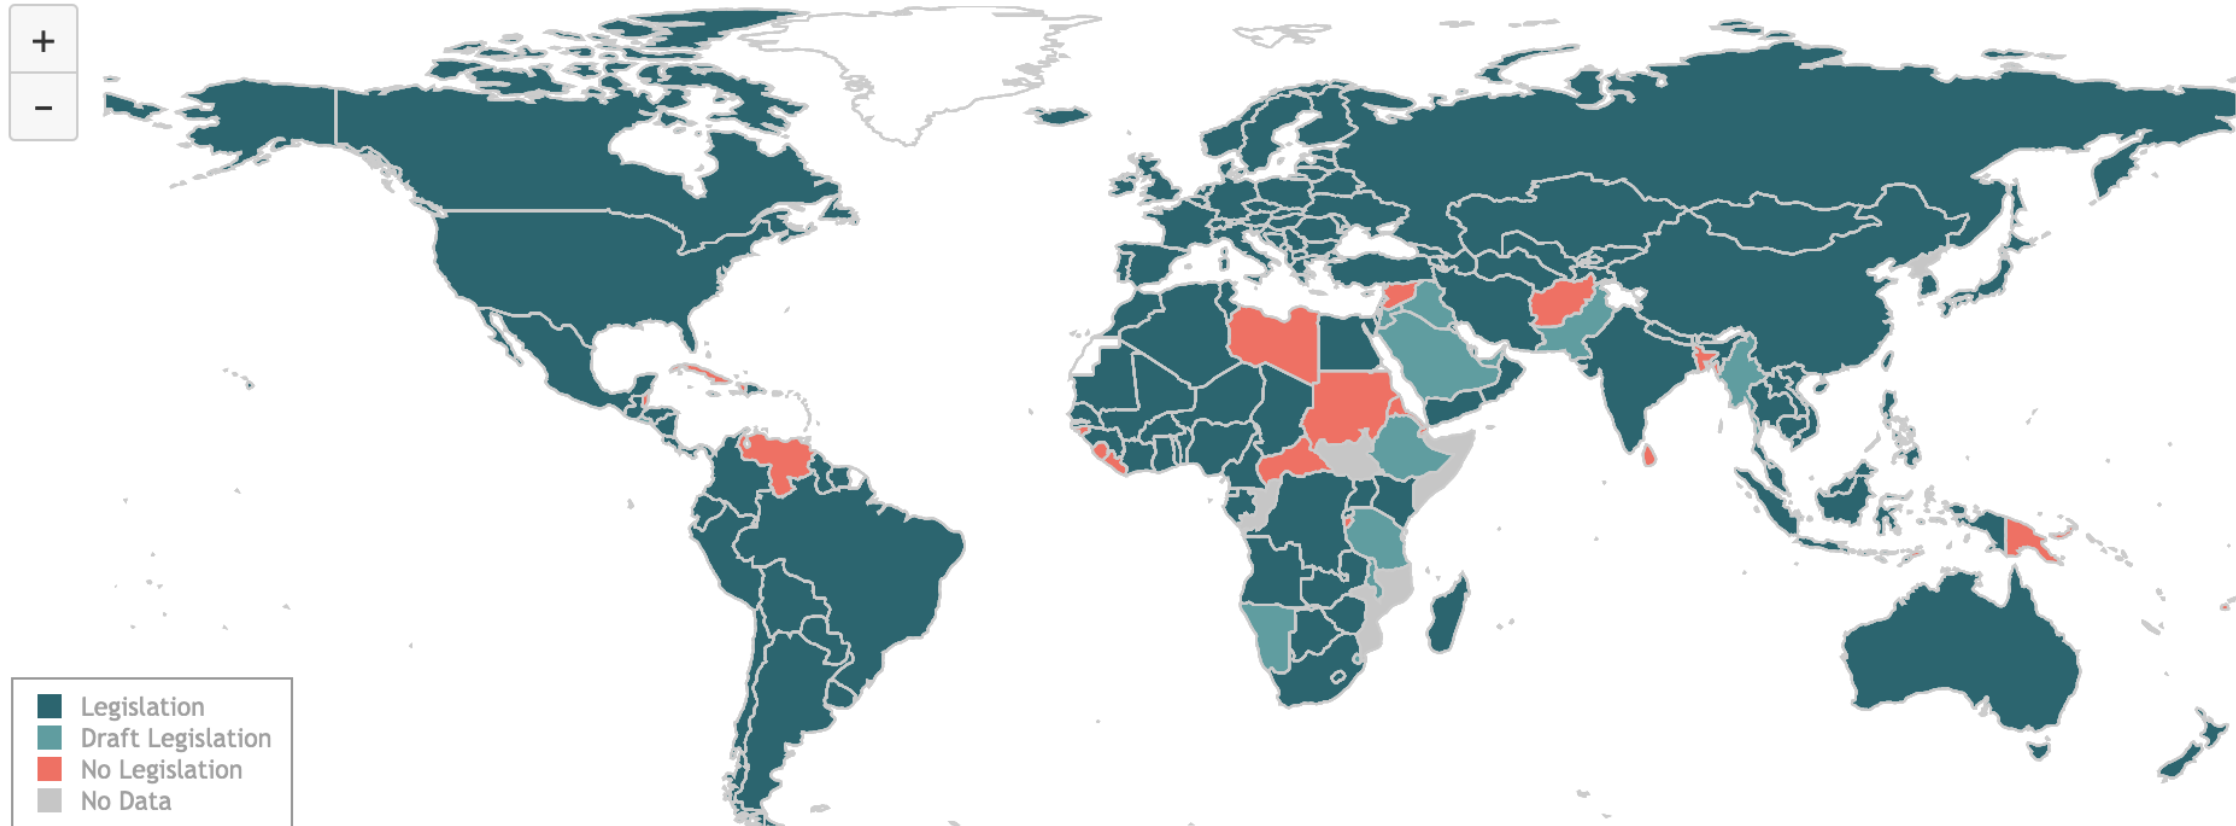 +
−
Legislation
Draft Legislation
No Legislation
No Data